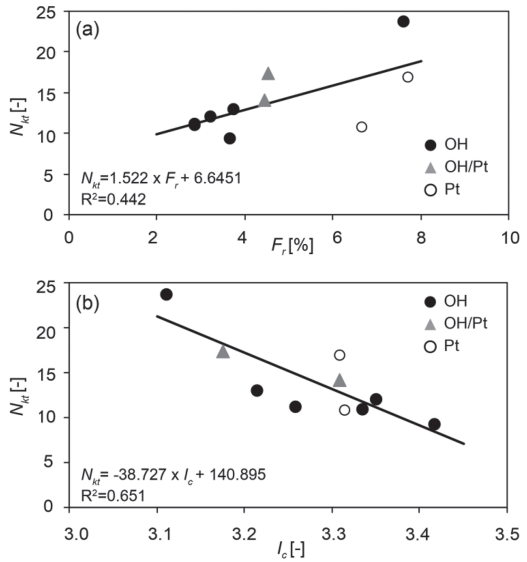 25
(a)
20
15
N_kt [-]
10
OH
OH/Pt
5
N_kt=1.522 x F_r + 6.6451
Pt
R²=0.442
0
0 2 4 6 8 10
F_r [%]
25
(b)
OH
20
OH/Pt
Pt
15
N_kt [-]
10
5
N_kt= -38.727 x I_c + 140.895
R²=0.651
0
3.0 3.1 3.2 3.3 3.4 3.5
I_c [-]